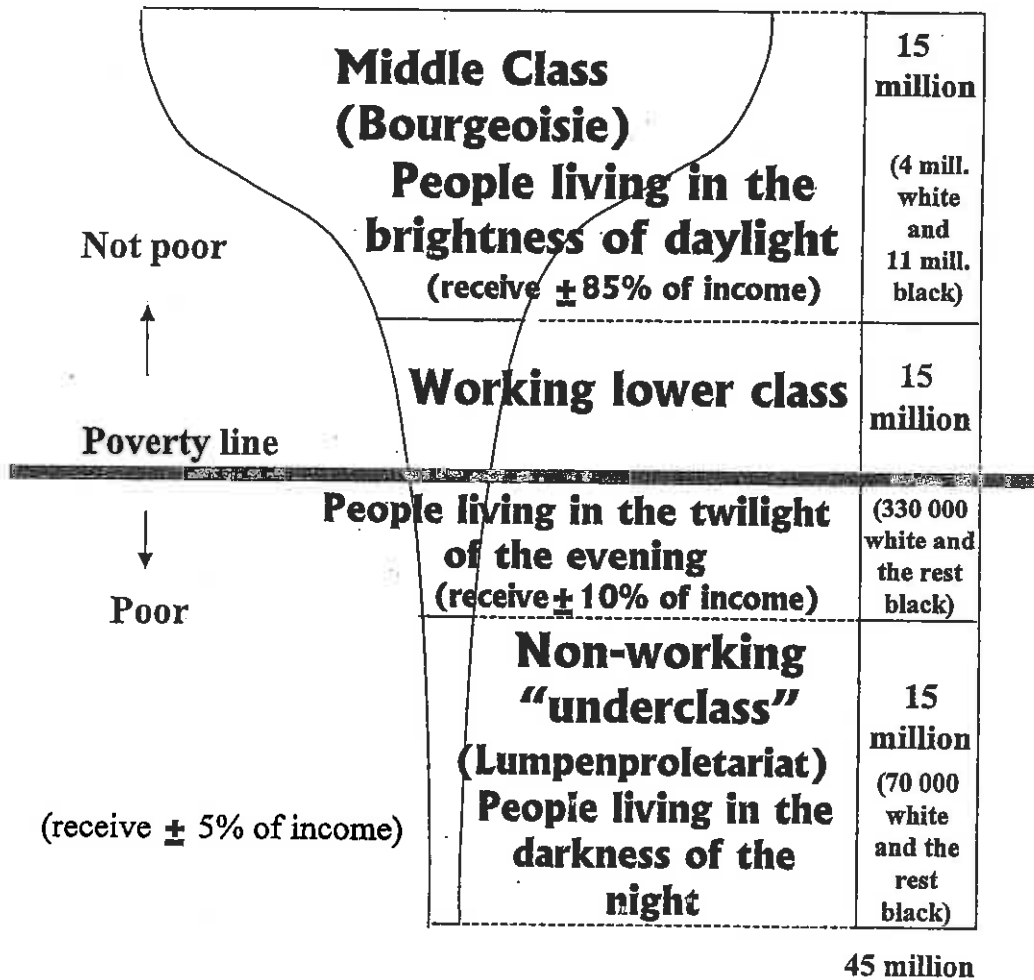 Middle Class
(Bourgeoisie)
People living in the
brightness of daylight
(receive ± 85% of income)
15
million
(4 mill.
white
and
11 mill.
black)
Not poor
Working lower class
15
million
Poverty line
People living in the twilight
of the evening
(receive ± 10% of income)
(330 000
white and
the rest
black)
Poor
Non-working
“underclass”
(Lumpenproletariat)
People living in the
darkness of the
night
(receive ± 5% of income)
15
million
(70 000
white
and the
rest
black)
45 million